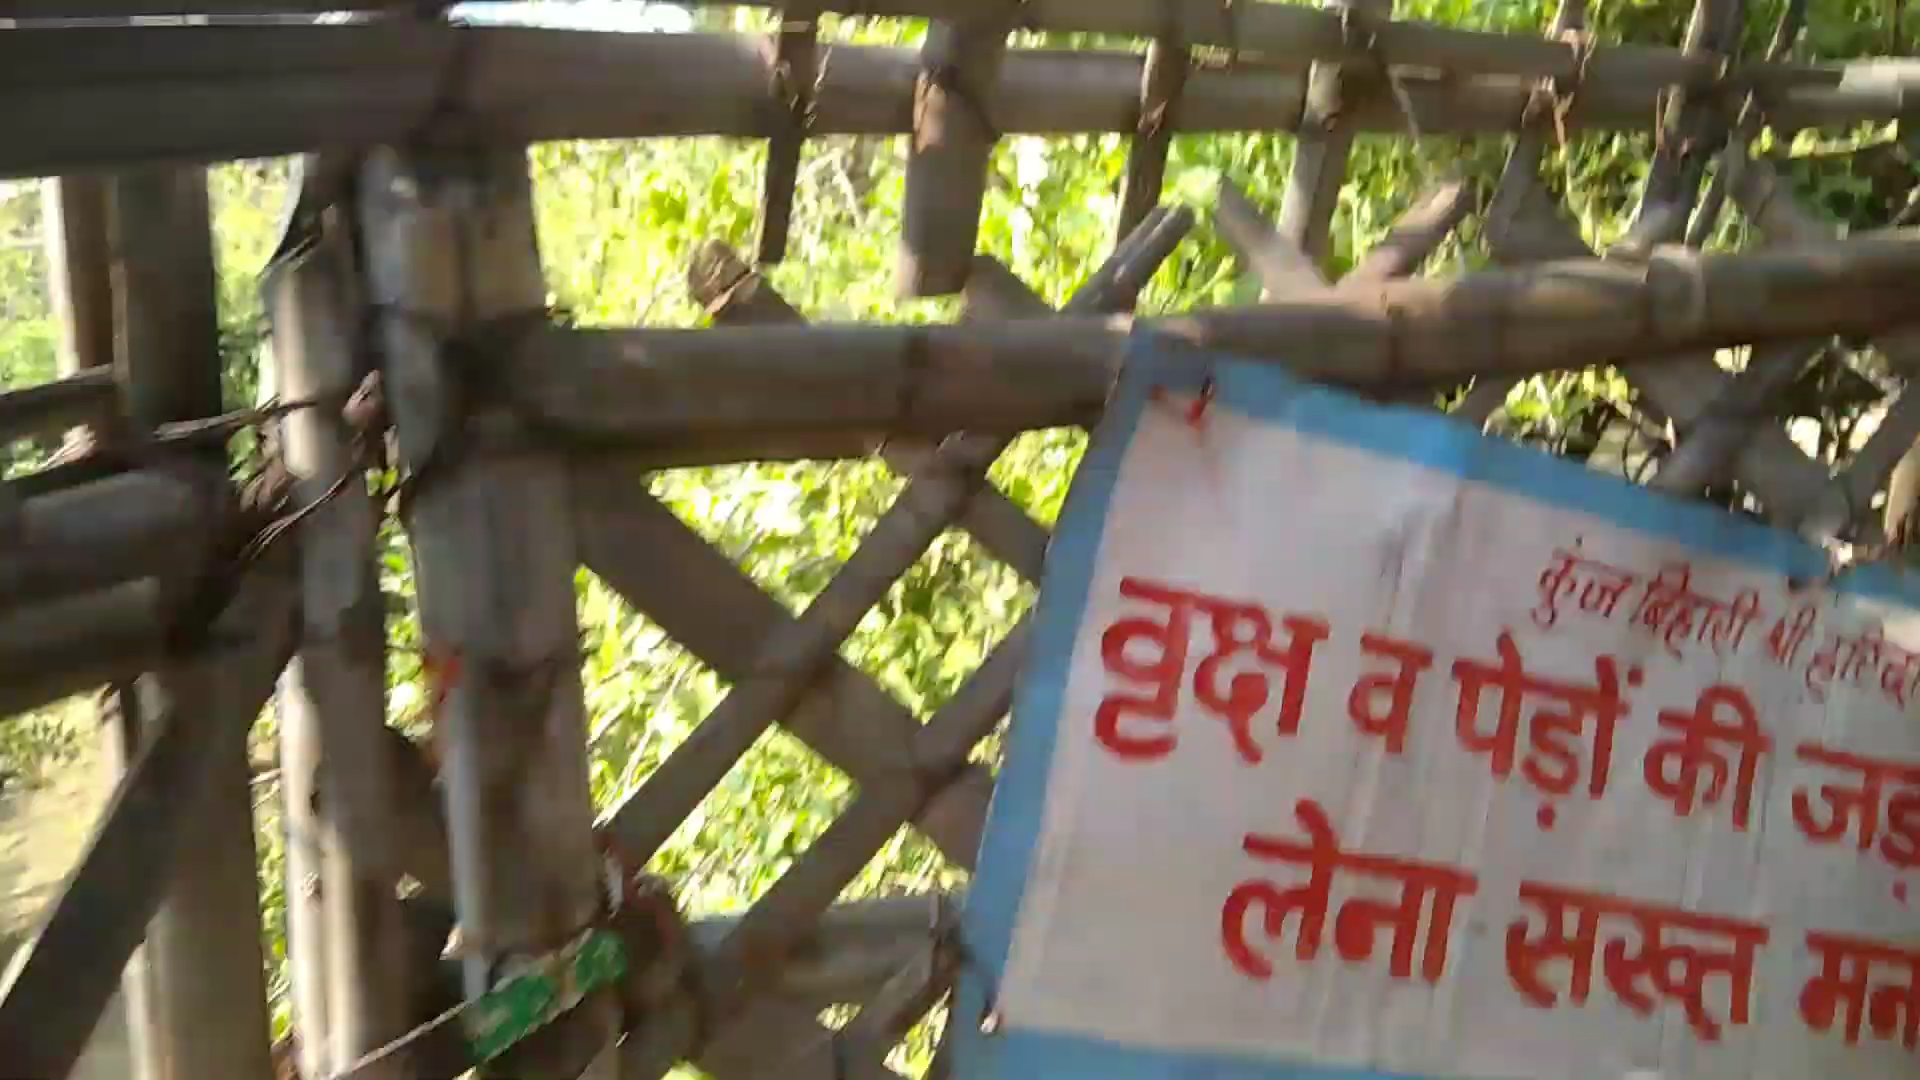 कुंज बिहारी श्री हरिदा
वृक्ष व पेड़ों की जड़
लेना सख्त मन